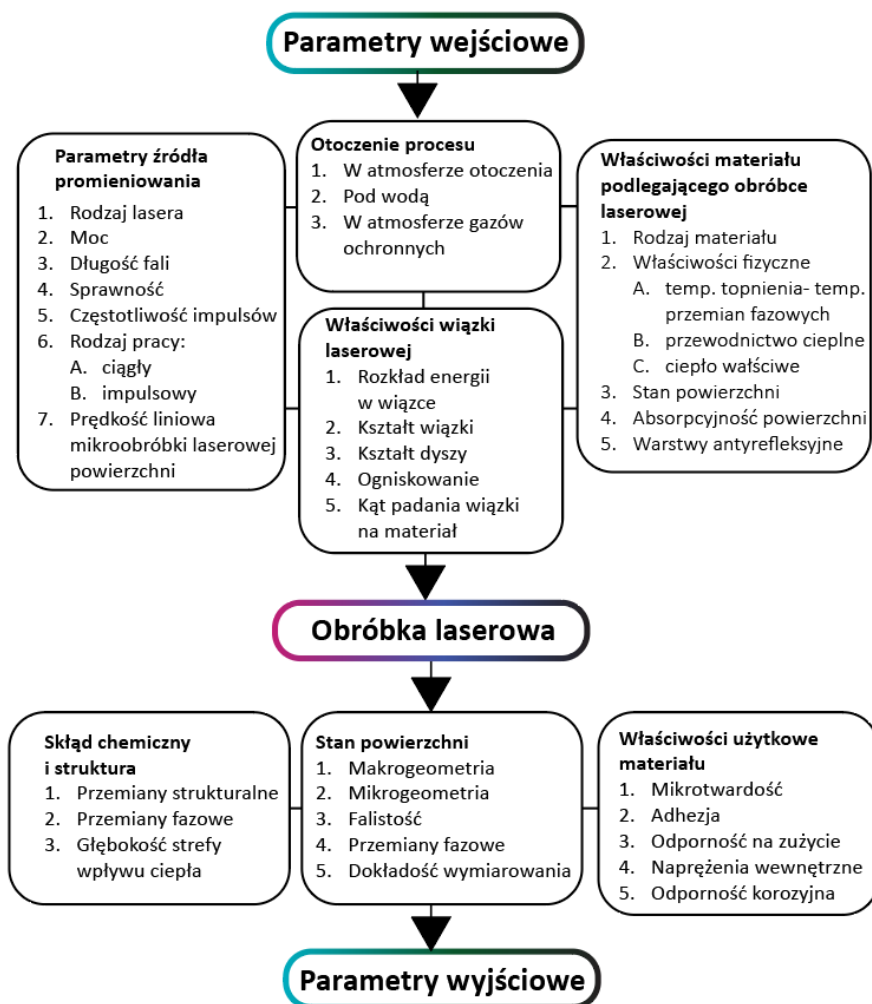 Parametry wejściowe
Parametry źródła
promieniowania
1. Rodzaj lasera
2. Moc
3. Długość fali
4. Sprawność
5. Częstotliwość impulsów
6. Rodzaj pracy:
A. ciągły
B. impulsowy
7. Prędkość liniowa
mikroobróbki laserowej
powierzchni
Otoczenie procesu
1. W atmosferze otoczenia
2. Pod wodą
3. W atmosferze gazów
ochronnych
Właściwości wiązki
laserowej
1. Rozkład energii
w wiązce
2. Kształt wiązki
3. Kształt dyszy
4. Ogniskowanie
5. Kąt padania wiązki
na materiał
Właściwości materiału
podlegającego obróbce
laserowej
1. Rodzaj materiału
2. Właściwości fizyczne
A. temp. topnienia- temp.
przemian fazowych
B. przewodnictwo cieplne
C. ciepło wałściwe
3. Stan powierzchni
4. Absorpcyjność powierzchni
5. Warstwy antyrefleksyjne
Obróbka laserowa
Skłąd chemiczny
i struktura
1. Przemiany strukturalne
2. Przemiany fazowe
3. Głębokość strefy
wpływu ciepła
Stan powierzchni
1. Makrogeometria
2. Mikrogeometria
3. Falistość
4. Przemiany fazowe
5. Dokładość wymiarowania
Właściwości użytkowe
materiału
1. Mikrotwardość
2. Adhezja
3. Odporność na zużycie
4. Naprężenia wewnętrzne
5. Odporność korozyjna
Parametry wyjściowe